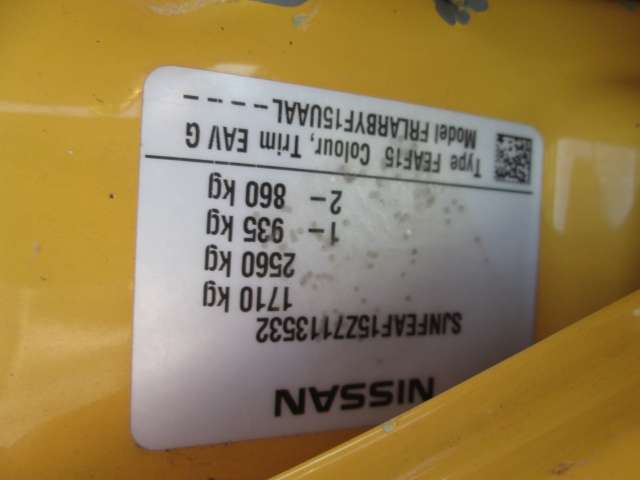 NISSAN
SJNFEAF15Z7113532
1710 kg
2560 kg
1– 935 kg
2– 860 kg
Type FEAF15 Colour, Trim EAV G
Model FRLARBYF15UAAL – – – –